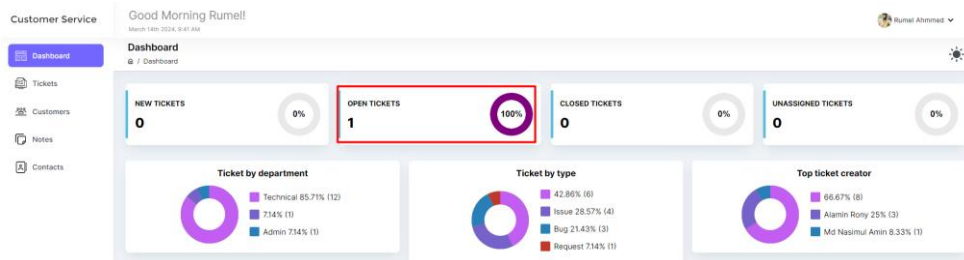 Customer Service
Good Morning Rumel!
March 14th 2024, 9:41 AM
Rumel Ahmmed
Dashboard
/ Dashboard
Dashboard
Tickets
Customers
Notes
Contacts
NEW TICKETS
0
0%
OPEN TICKETS
1
100%
CLOSED TICKETS
0
0%
UNASSIGNED TICKETS
0
0%
Ticket by department
Technical 85.71% (12)
7.14% (1)
Admin 7.14% (1)
Ticket by type
42.86% (6)
Issue 28.57% (4)
Bug 21.43% (3)
Request 7.14% (1)
Top ticket creator
66.67% (8)
Alamin Rony 25% (3)
Md Nasimul Amin 8.33% (1)